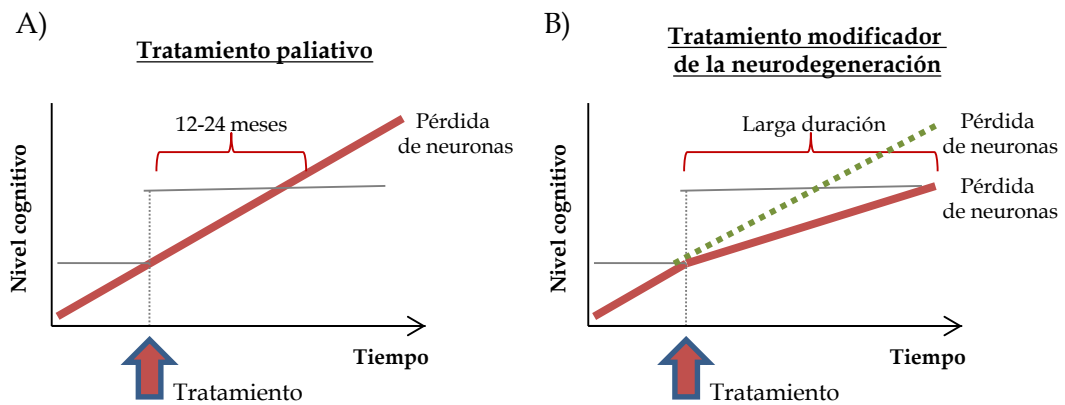 A)
Tratamiento paliativo
12-24 meses
Pérdida
de neuronas
Nivel cognitivo
Tiempo
Tratamiento
B)
Tratamiento modificador
de la neurodegeneración
Larga duración
Pérdida
de neuronas
Pérdida
de neuronas
Nivel cognitivo
Tiempo
Tratamiento